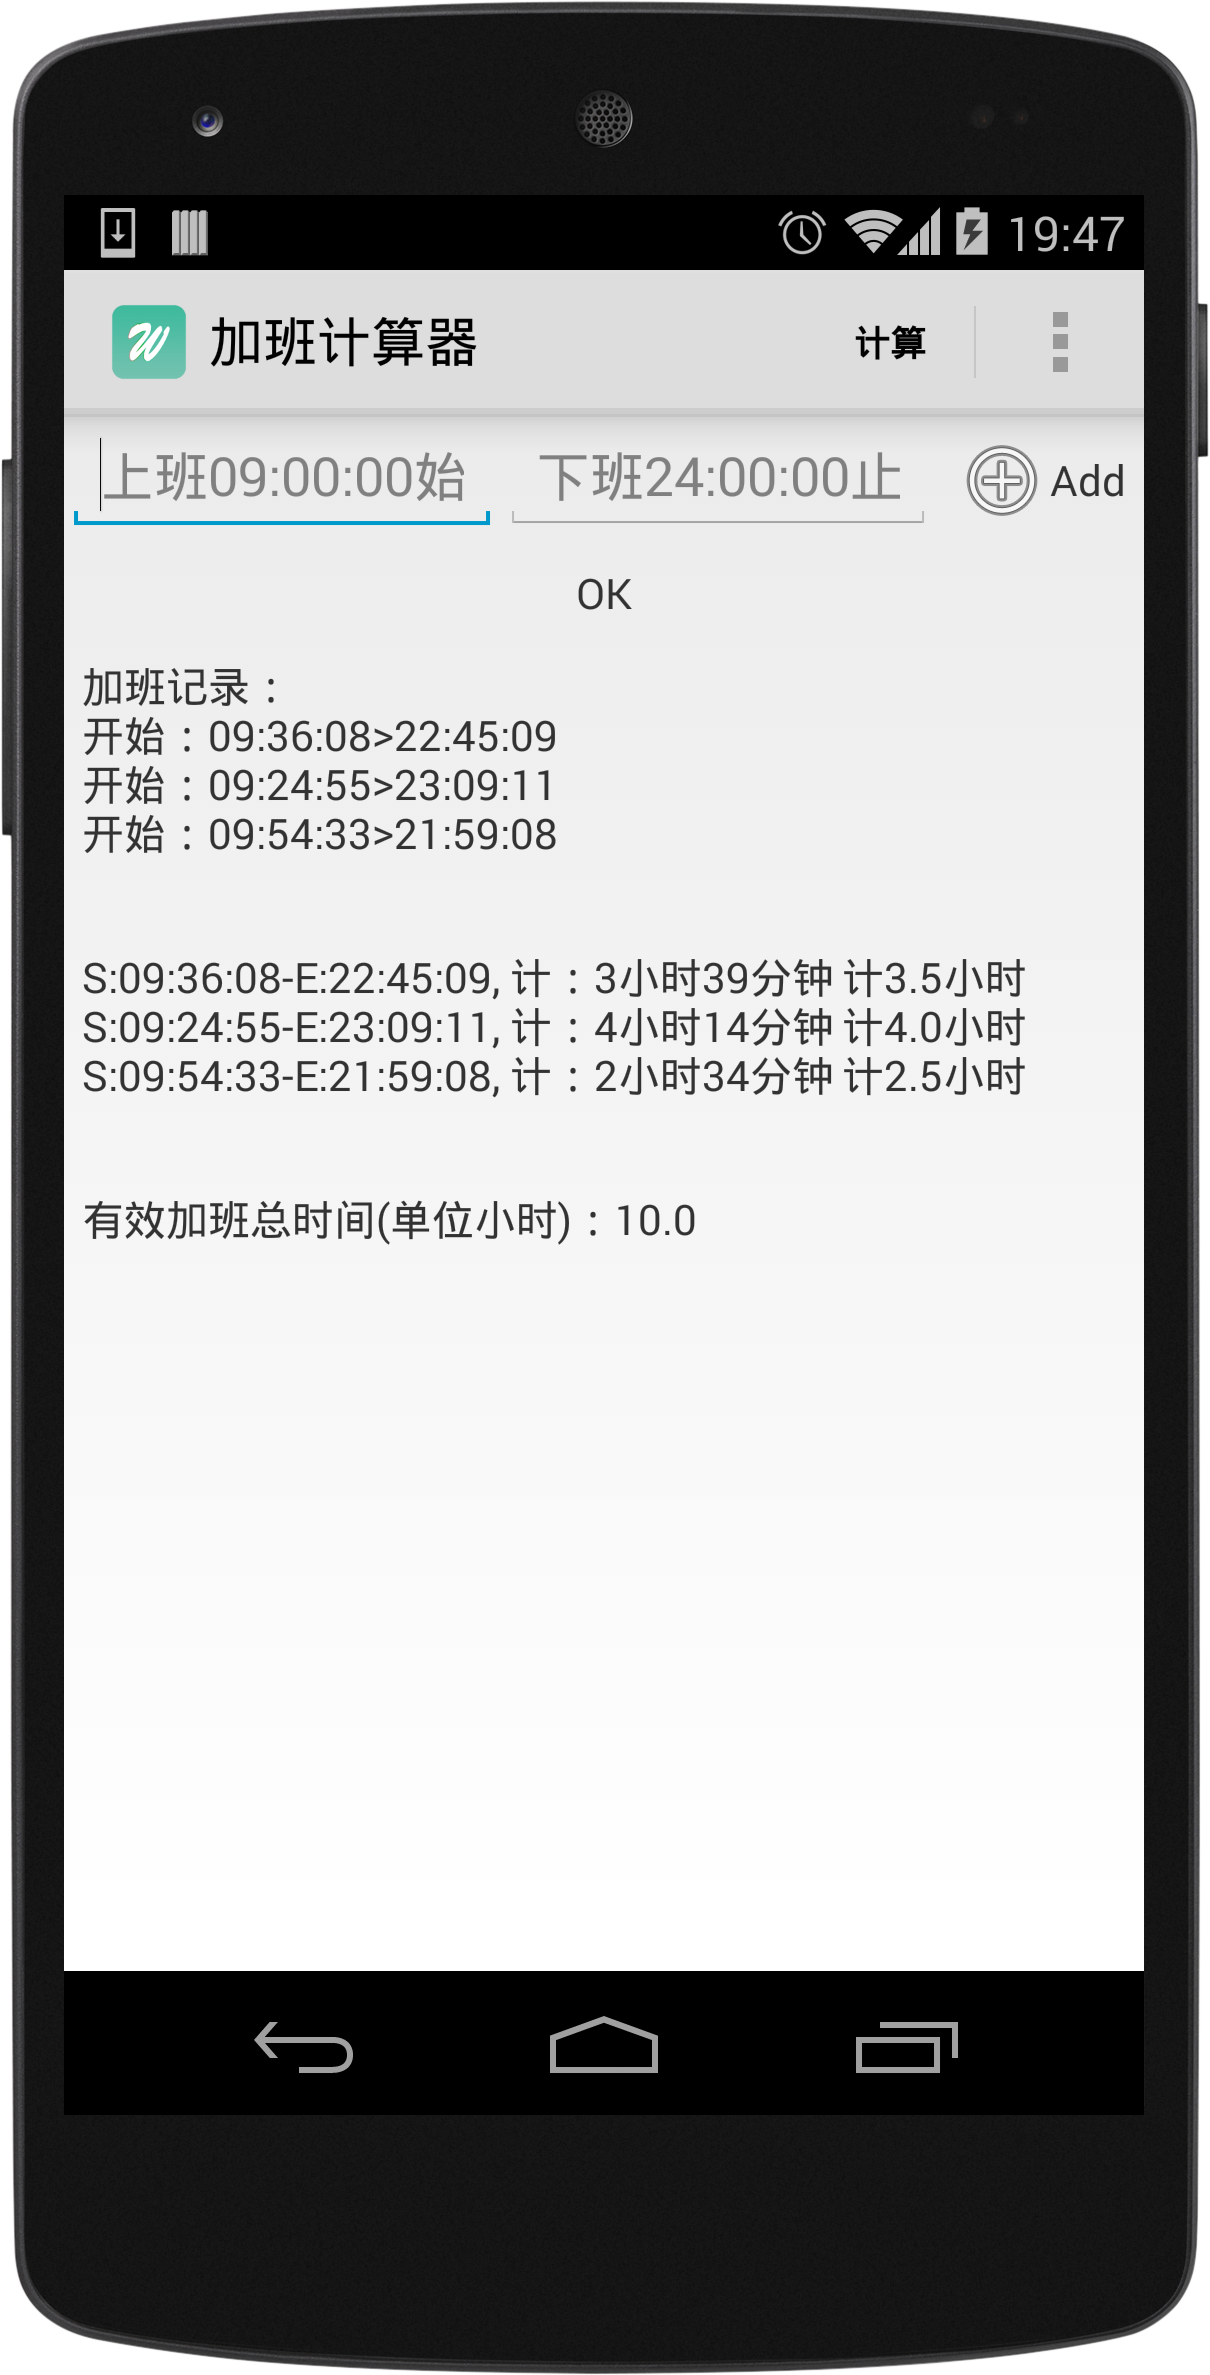 19:47
加班计算器 计算
上班09:00:00始 下班24:00:00止 Add
OK
加班记录：
开始：09:36:08>22:45:09
开始：09:24:55>23:09:11
开始：09:54:33>21:59:08
S:09:36:08-E:22:45:09, 计：3小时39分钟 计3.5小时
S:09:24:55-E:23:09:11, 计：4小时14分钟 计4.0小时
S:09:54:33-E:21:59:08, 计：2小时34分钟 计2.5小时
有效加班总时间(单位小时)：10.0